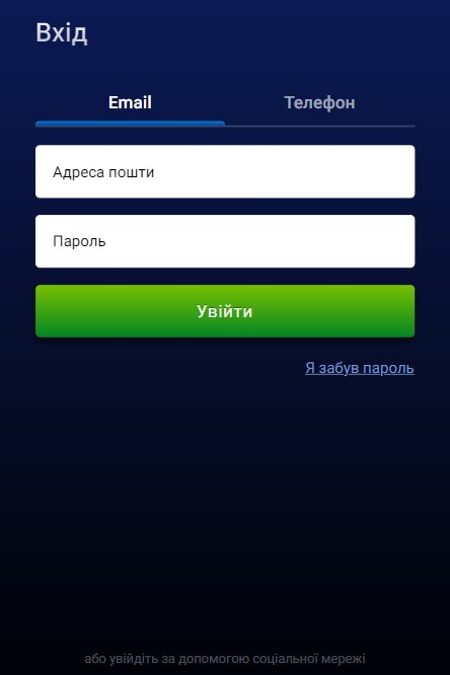 Вхід
Email Телефон
Адреса пошти
Пароль
Увійти
Я забув пароль
або увійдіть за допомогою соціальної мережі